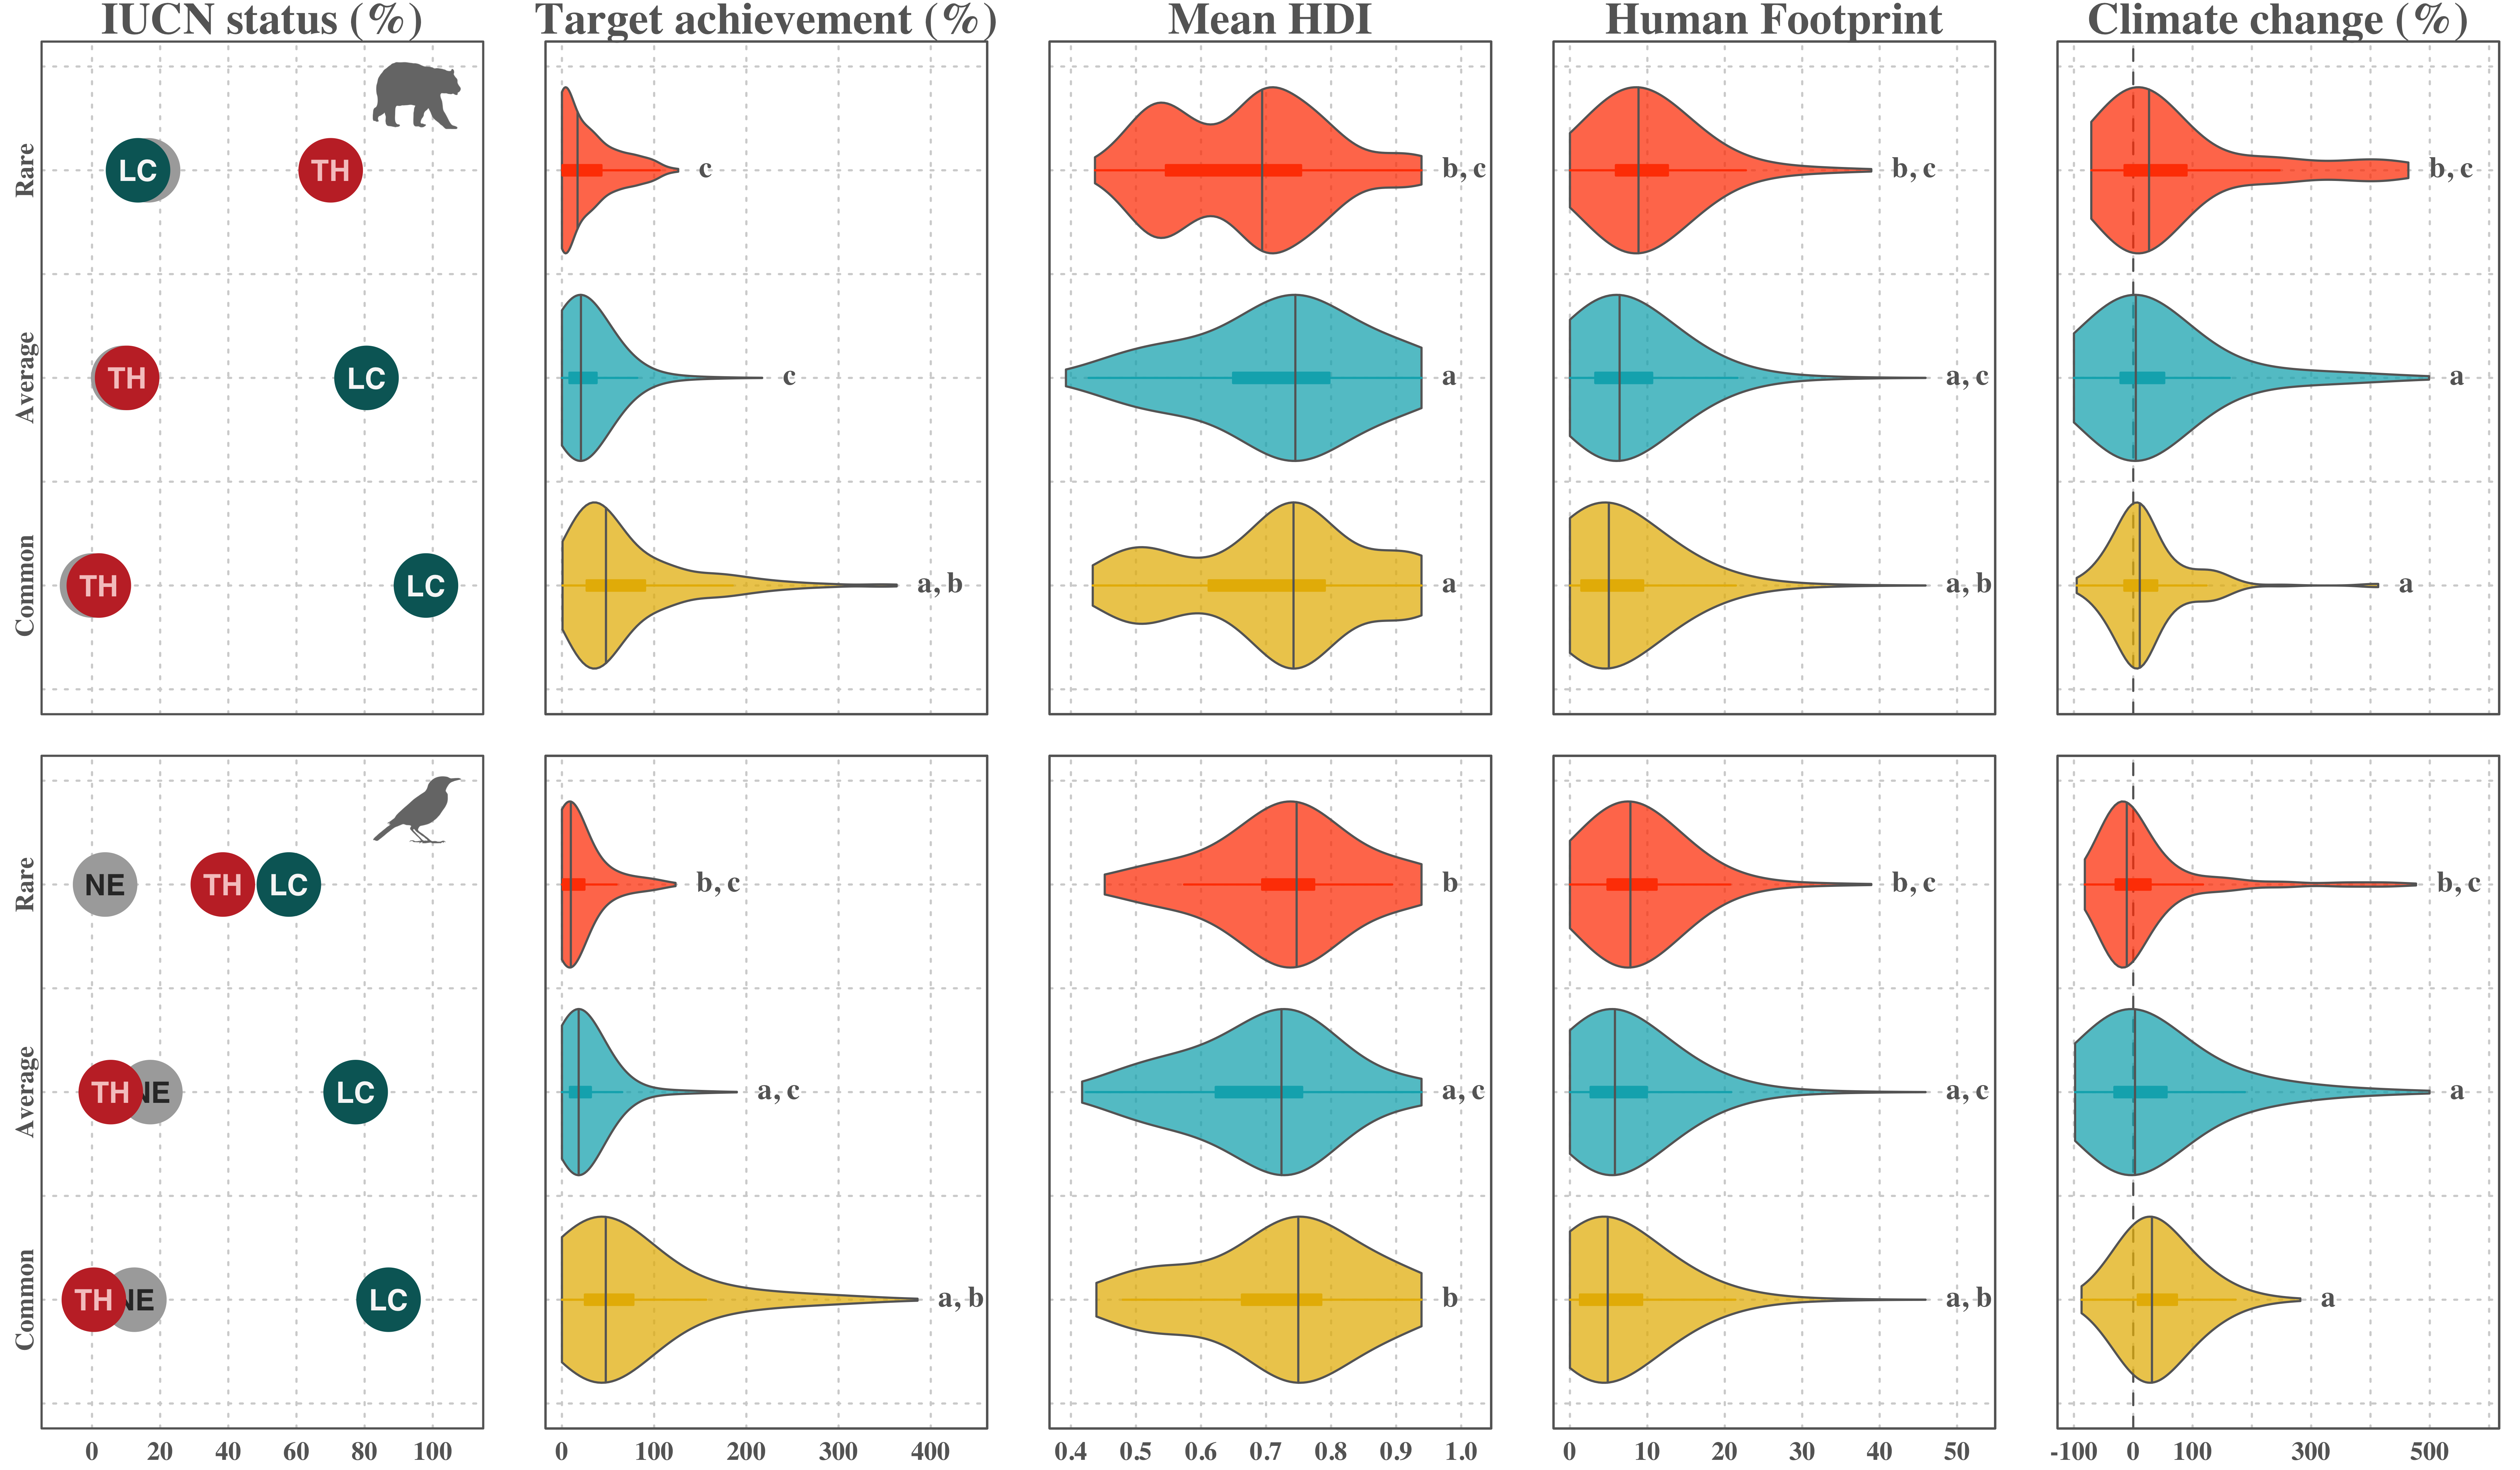 IUCN status (%) Target achievement (%) Mean HDI Human Footprint Climate change (%)
Rare LC TH c b, c b, c b, c
Average TH LC c a a, c a
Common TH LC a, b a a, b a
Rare NE TH LC b, c b b, c b, c
Average TH NE LC a, c a, c a, c a
Common TH NE LC a, b b a, b a
0 20 40 60 80 100 0 100 200 300 400 0.4 0.5 0.6 0.7 0.8 0.9 1.0 0 10 20 30 40 50 -100 0 100 300 500